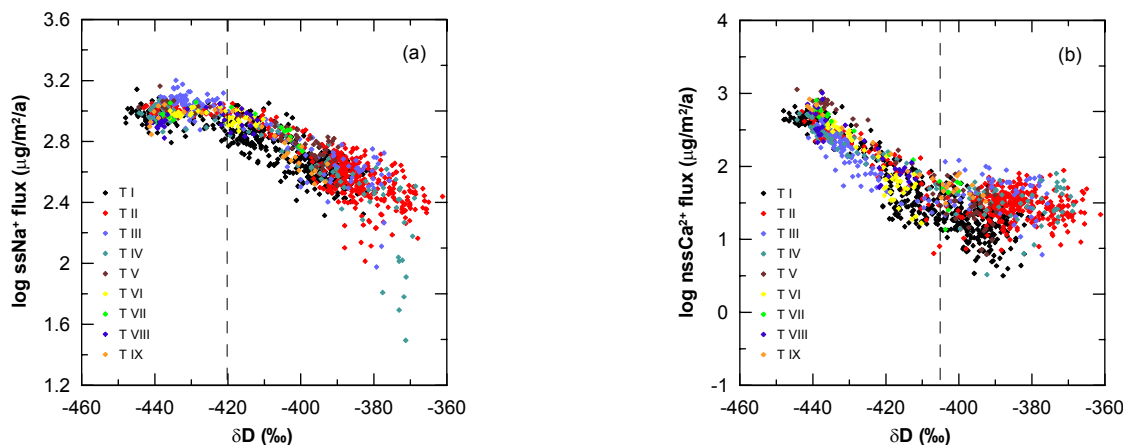 3.6
3.2
2.8
2.4
2
1.6
1.2
log ssNa⁺ flux (µg/m²/a)
(a)
T I
T II
T III
T IV
T V
T VI
T VII
T VIII
T IX
-460 -440 -420 -400 -380 -360
δD (‰)
4
3
2
1
0
-1
log nssCa²⁺ flux (µg/m²/a)
(b)
T I
T II
T III
T IV
T V
T VI
T VII
T VIII
T IX
-460 -440 -420 -400 -380 -360
δD (‰)